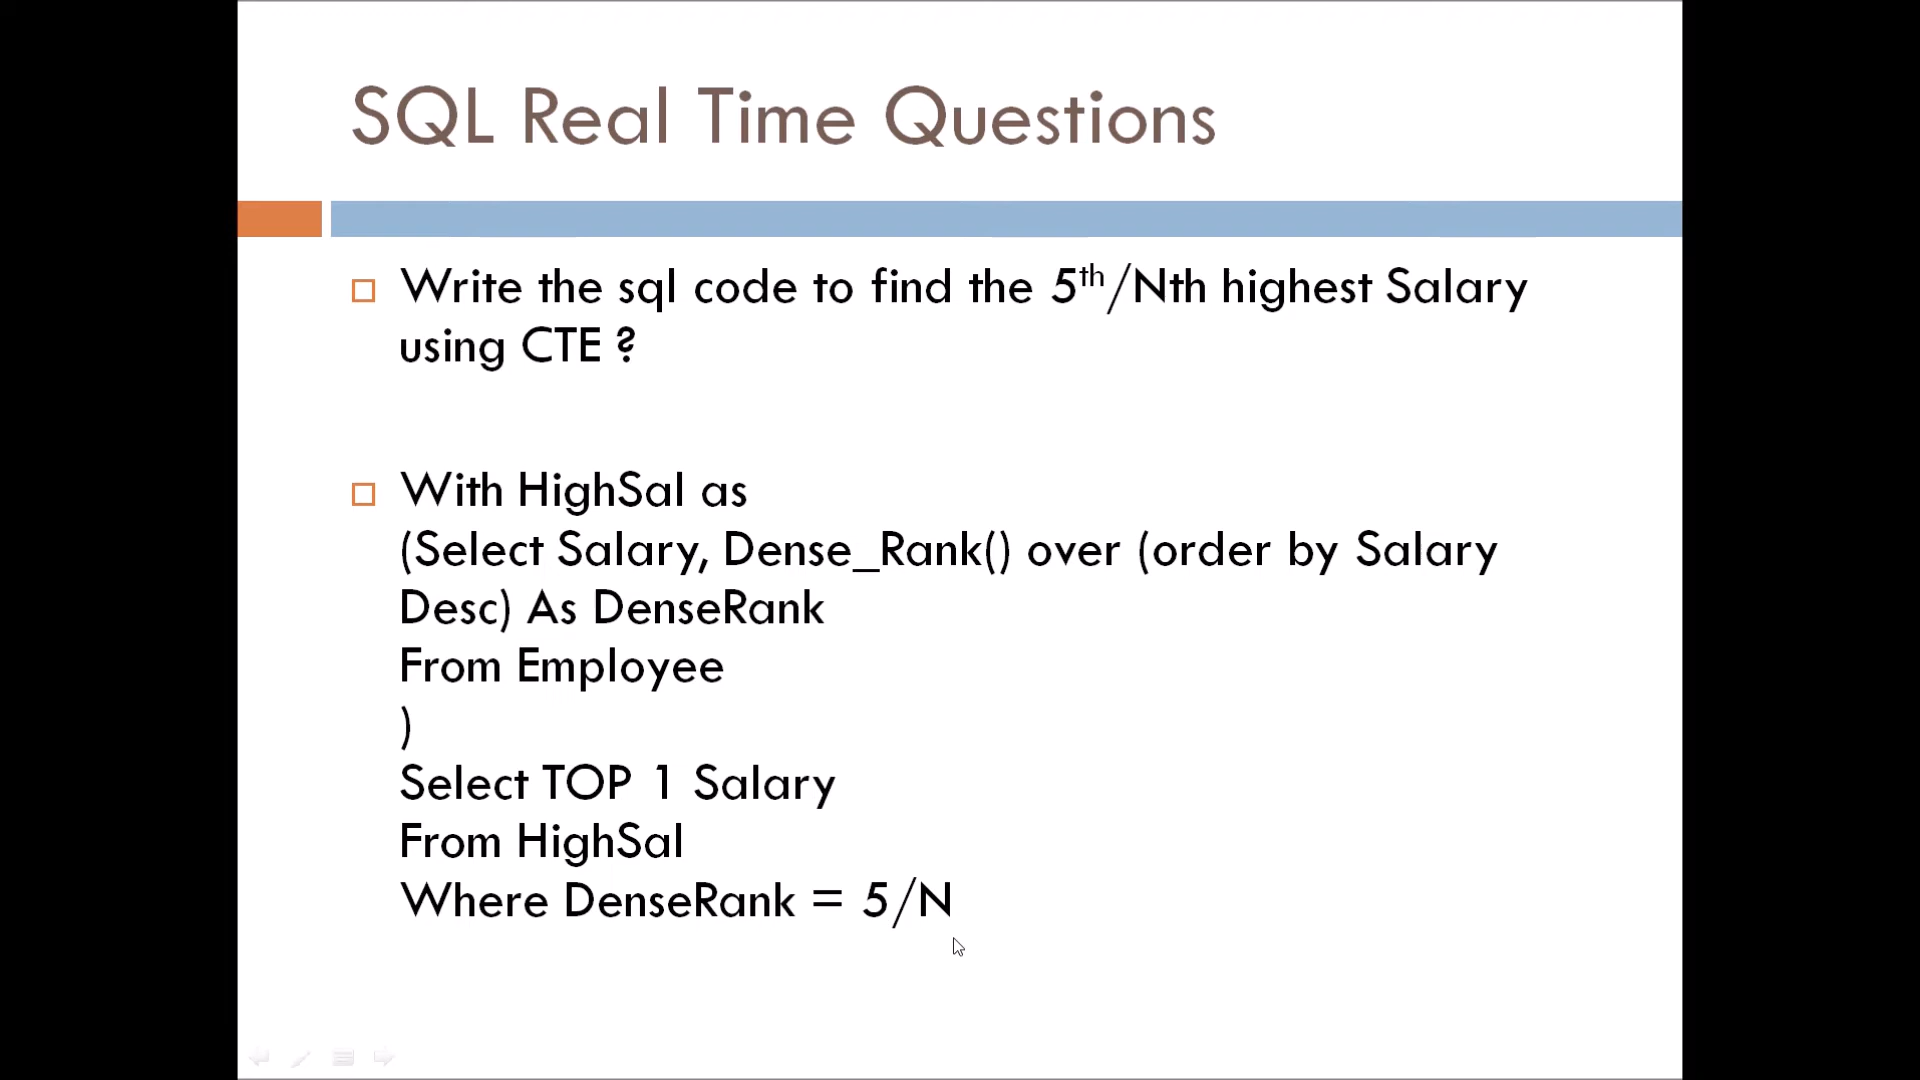 SQL Real Time Questions
Write the sql code to find the 5th/Nth highest Salary
using CTE ?
With HighSal as
(Select Salary, Dense_Rank() over (order by Salary
Desc) As DenseRank
From Employee
)
Select TOP 1 Salary
From HighSal
Where DenseRank = 5/N